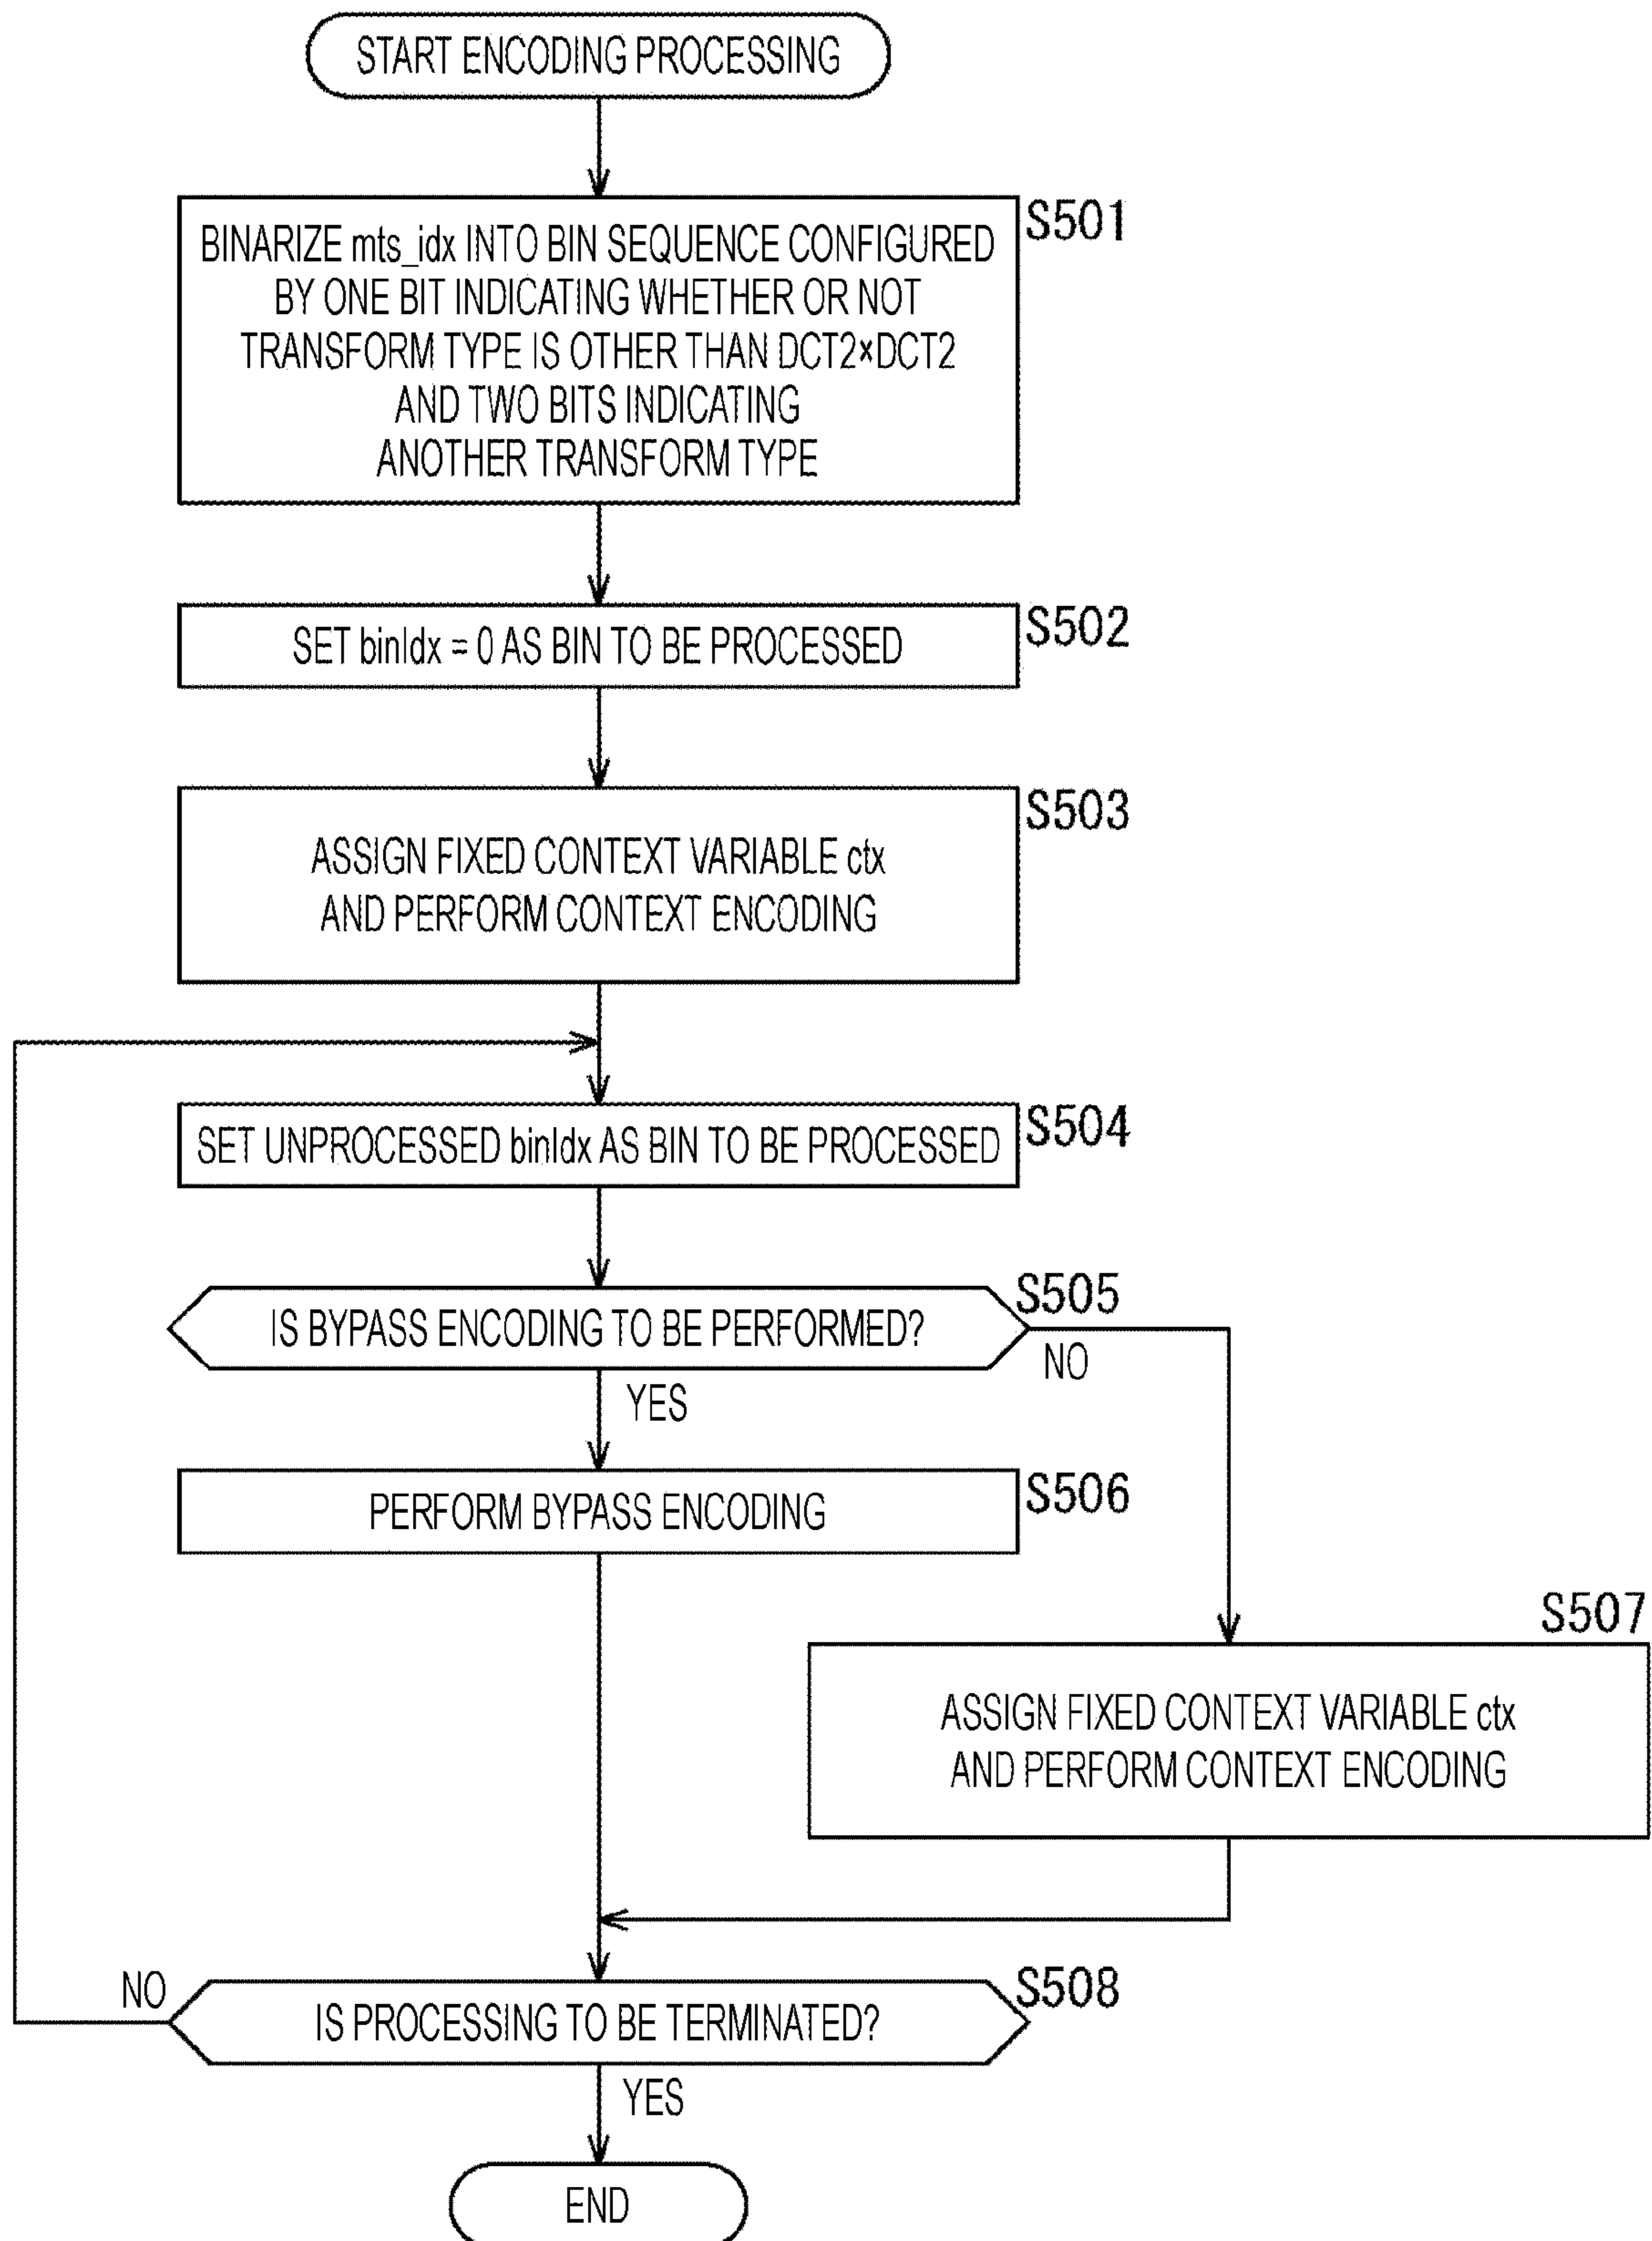 START ENCODING PROCESSING
S501
BINARIZE mts_idx INTO BIN SEQUENCE CONFIGURED
BY ONE BIT INDICATING WHETHER OR NOT
TRANSFORM TYPE IS OTHER THAN DCT2×DCT2
AND TWO BITS INDICATING
ANOTHER TRANSFORM TYPE
S502
SET binIdx = 0 AS BIN TO BE PROCESSED
S503
ASSIGN FIXED CONTEXT VARIABLE ctx
AND PERFORM CONTEXT ENCODING
S504
SET UNPROCESSED binIdx AS BIN TO BE PROCESSED
S505
IS BYPASS ENCODING TO BE PERFORMED?
NO
YES
S506
PERFORM BYPASS ENCODING
S507
ASSIGN FIXED CONTEXT VARIABLE ctx
AND PERFORM CONTEXT ENCODING
NO
S508
IS PROCESSING TO BE TERMINATED?
YES
END